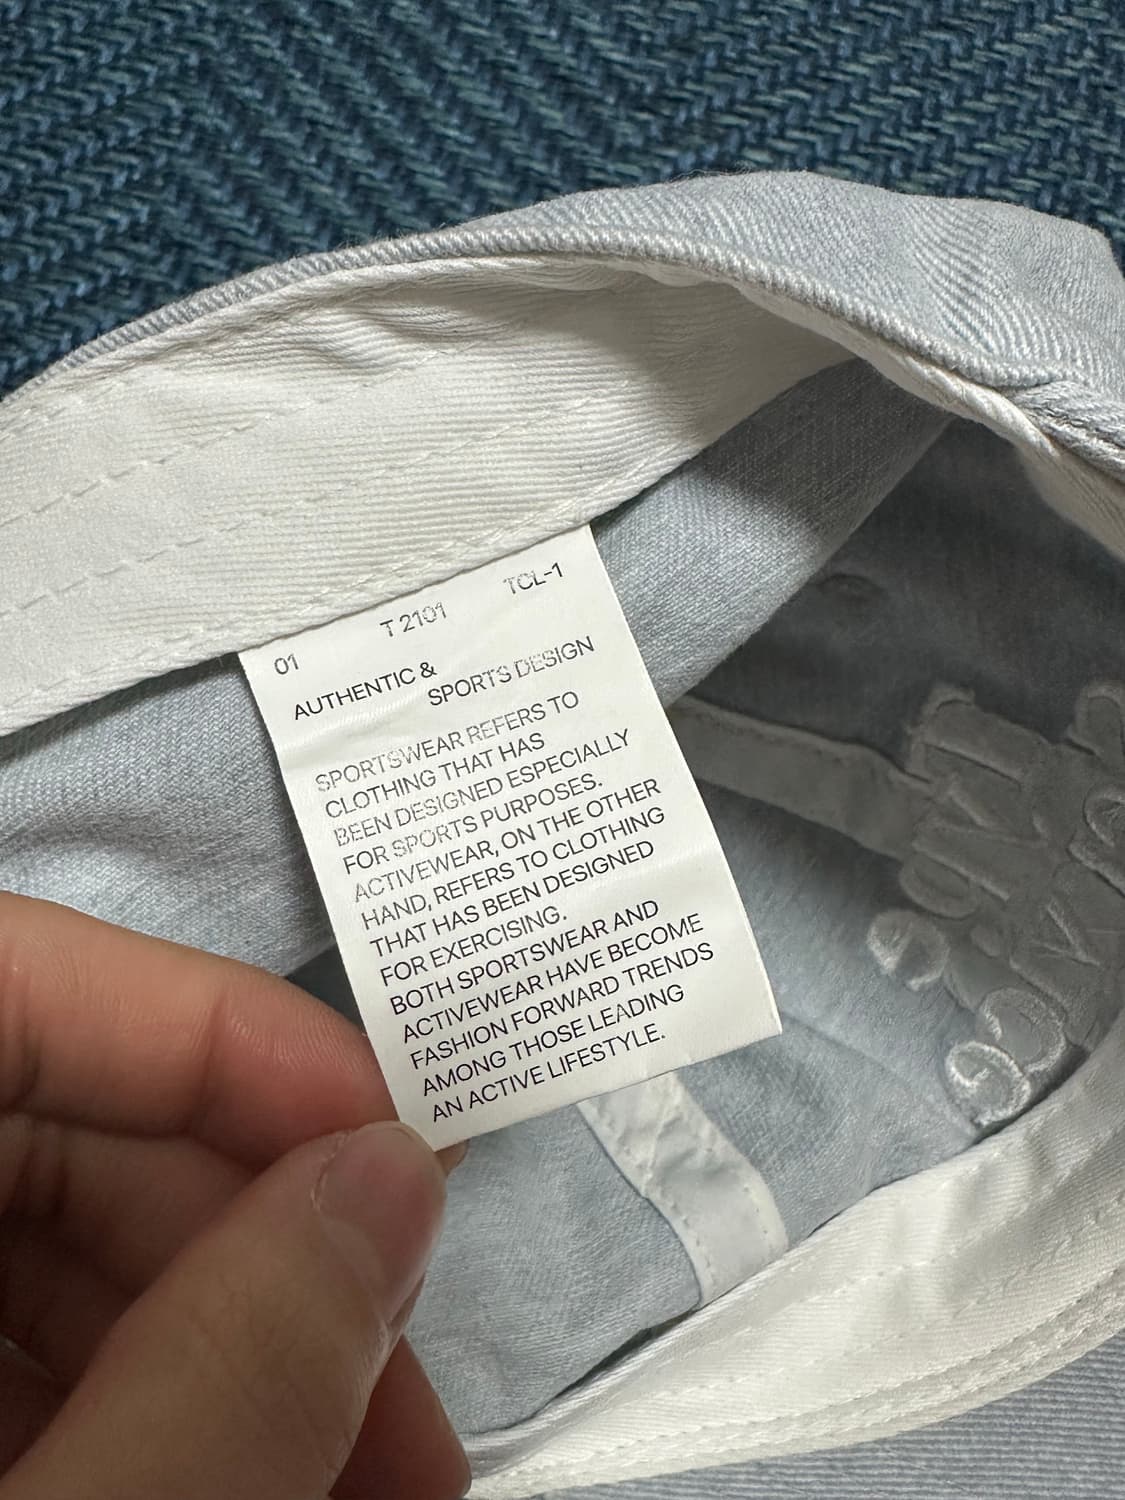 01 T 2101 TCL-1
AUTHENTIC &
SPORTS DESIGN
SPORTSWEAR REFERS TO
CLOTHING THAT HAS
BEEN DESIGNED ESPECIALLY
FOR SPORTS PURPOSES.
ACTIVEWEAR, ON THE OTHER
HAND, REFERS TO CLOTHING
THAT HAS BEEN DESIGNED
FOR EXERCISING.
BOTH SPORTSWEAR AND
ACTIVEWEAR HAVE BECOME
FASHION FORWARD TRENDS
AMONG THOSE LEADING
AN ACTIVE LIFESTYLE.